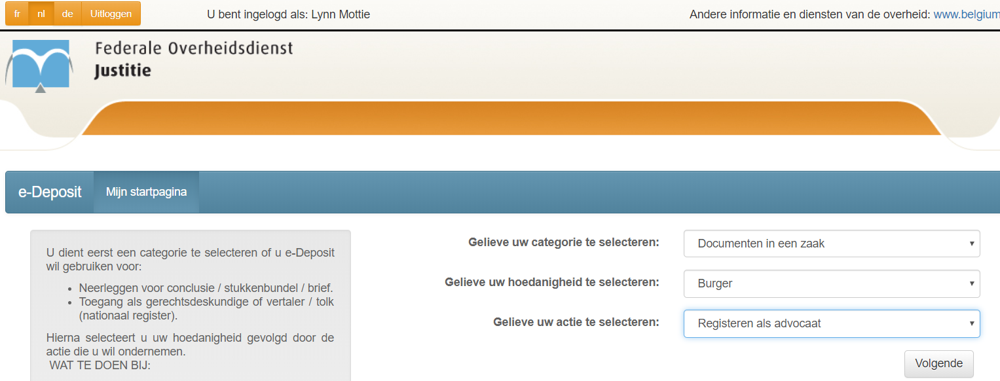 fr nl de Uitloggen U bent ingelogd als: Lynn Mottie Andere informatie en diensten van de overheid: www.belgium
Federale Overheidsdienst
Justitie
e-Deposit Mijn startpagina
U dient eerst een categorie te selecteren of u e-Deposit
wil gebruiken voor:
• Neerleggen voor conclusie / stukkenbundel / brief.
• Toegang als gerechtsdeskundige of vertaler / tolk
(nationaal register).
Hierna selecteert u uw hoedanigheid gevolgd door de
actie die u wil ondernemen.
WAT TE DOEN BIJ:
Gelieve uw categorie te selecteren: Documenten in een zaak
Gelieve uw hoedanigheid te selecteren: Burger
Gelieve uw actie te selecteren: Registeren als advocaat
Volgende